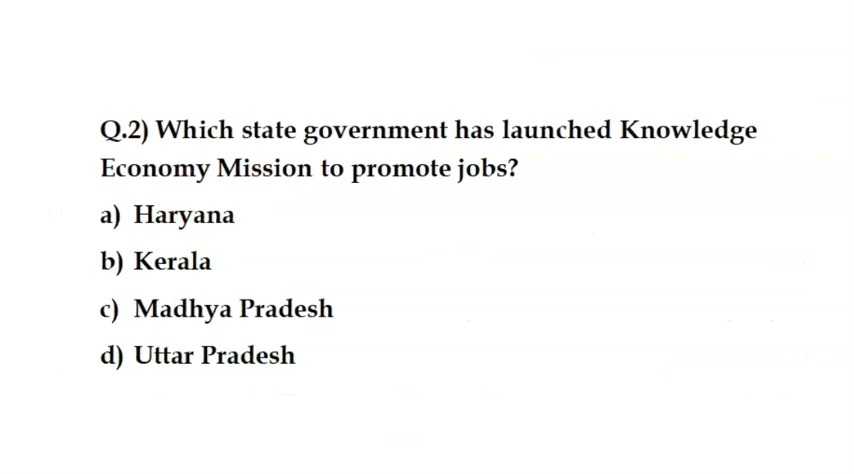 Q.2) Which state government has launched Knowledge
Economy Mission to promote jobs?
a) Haryana
b) Kerala
c) Madhya Pradesh
d) Uttar Pradesh